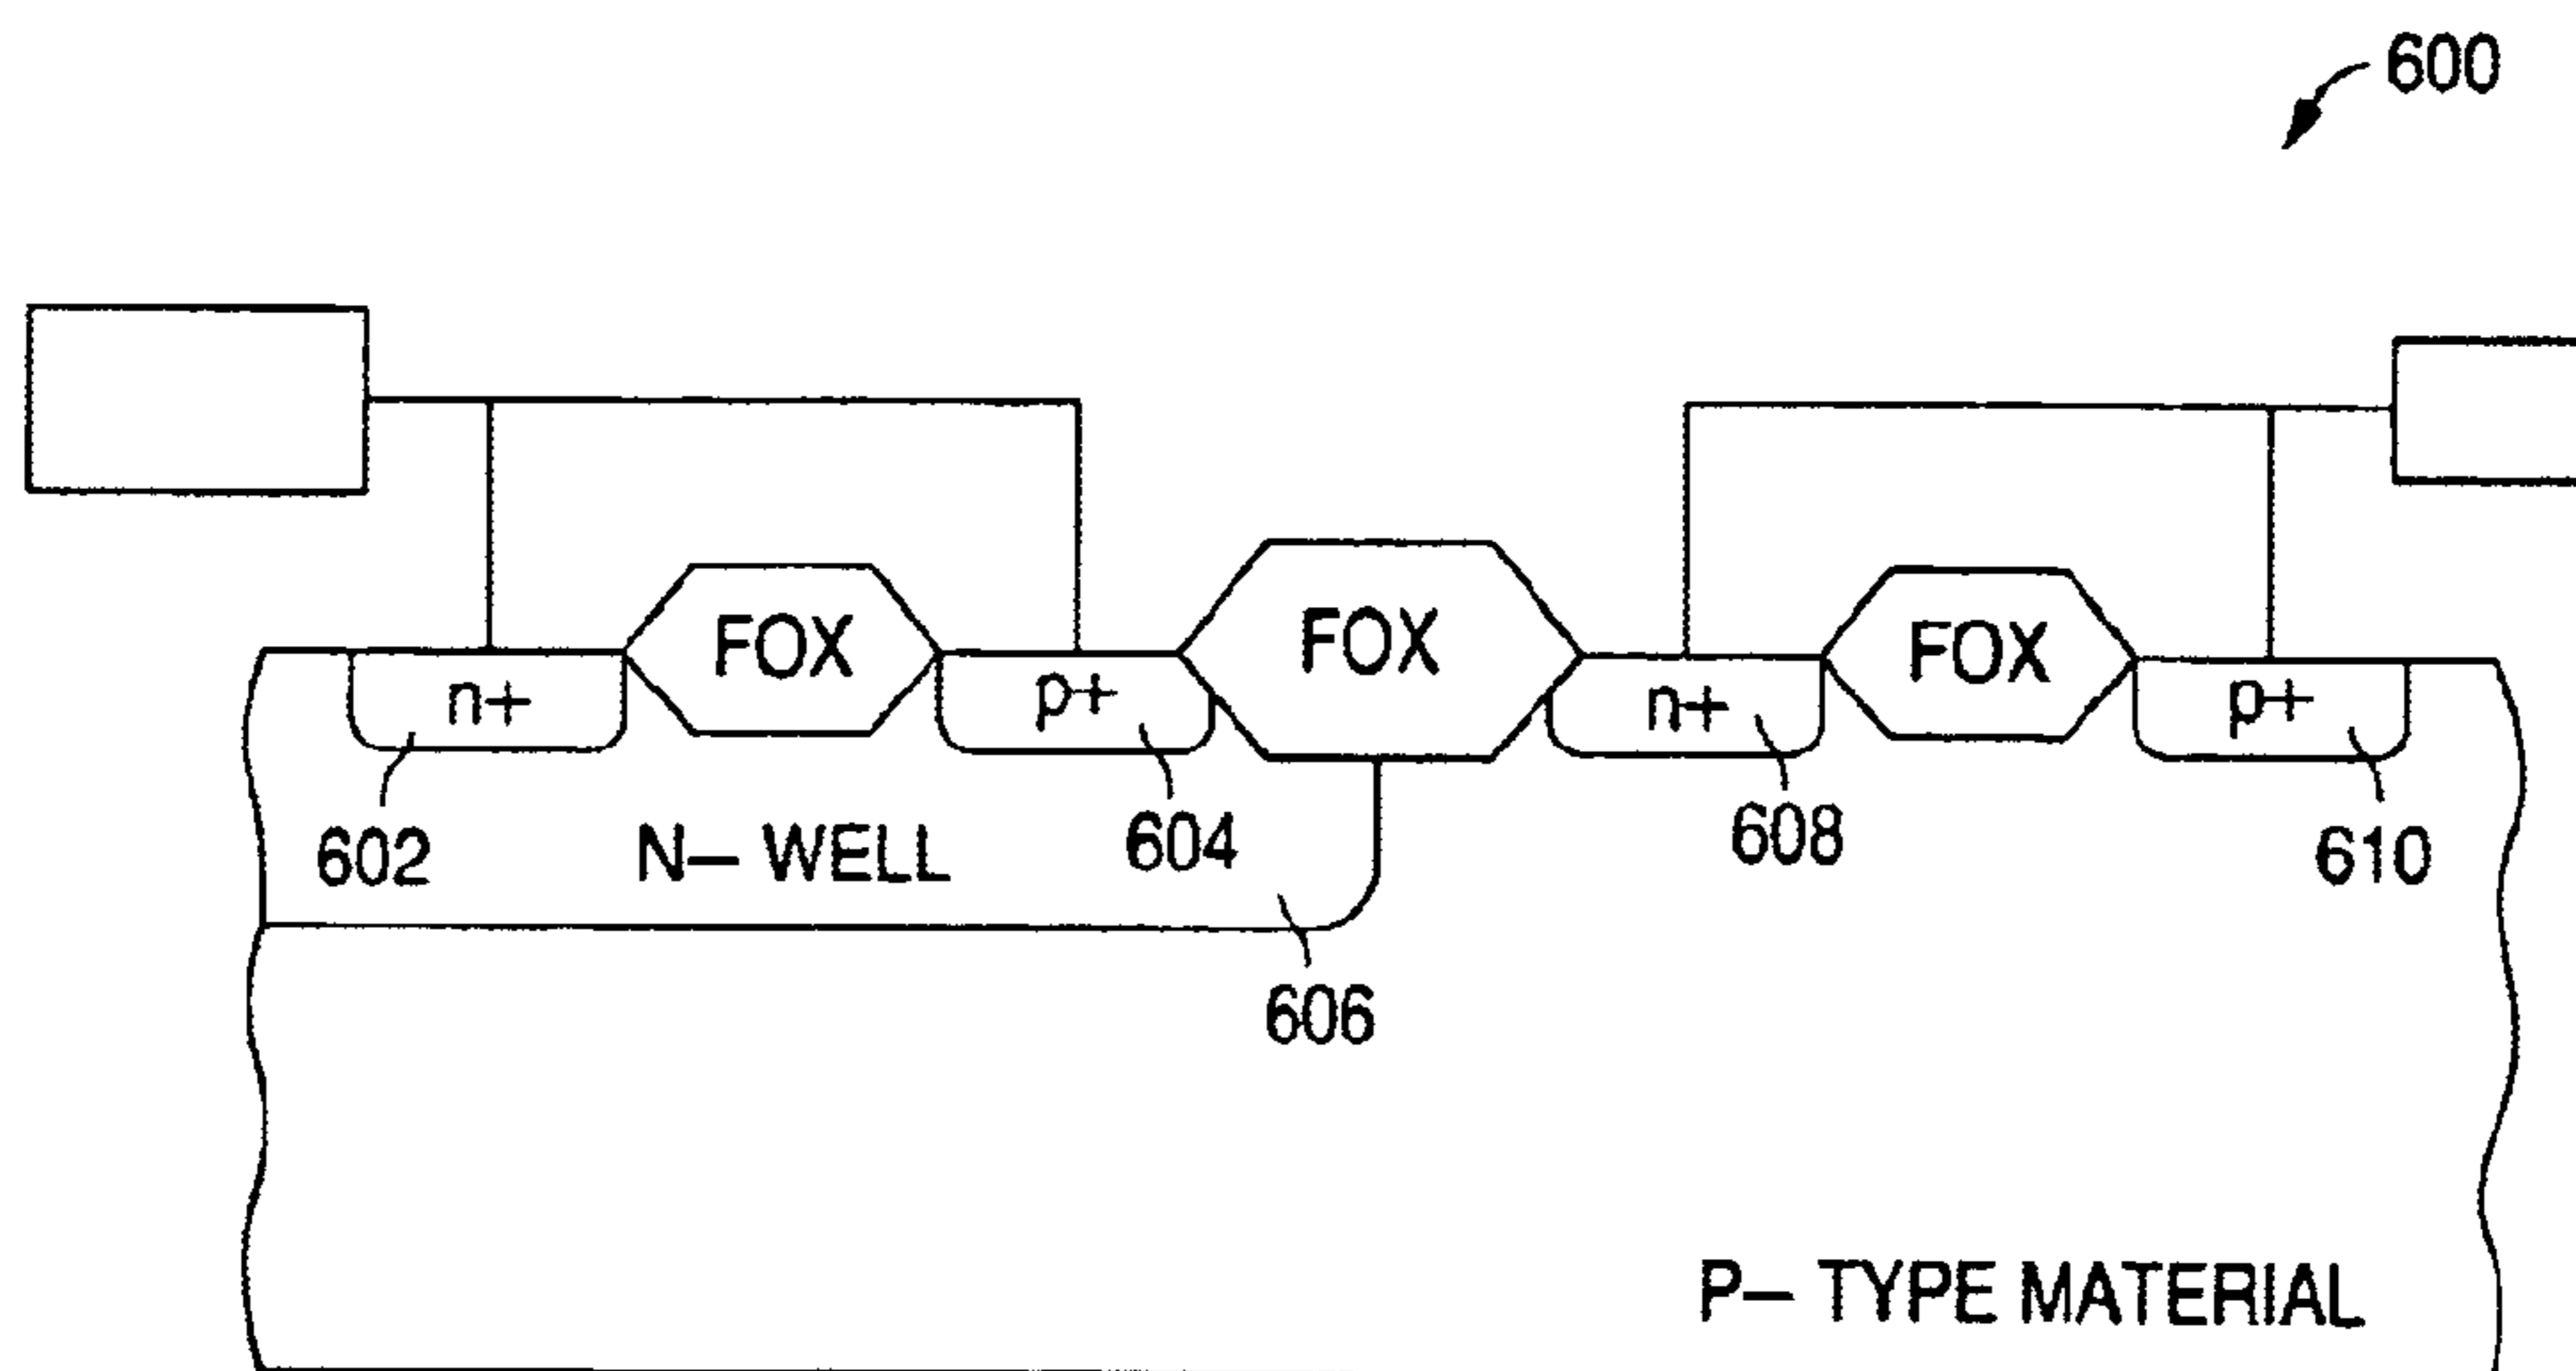 600
FOX
FOX
FOX
n+
p+
n+
p+
602
N– WELL
604
608
610
606
P– TYPE MATERIAL